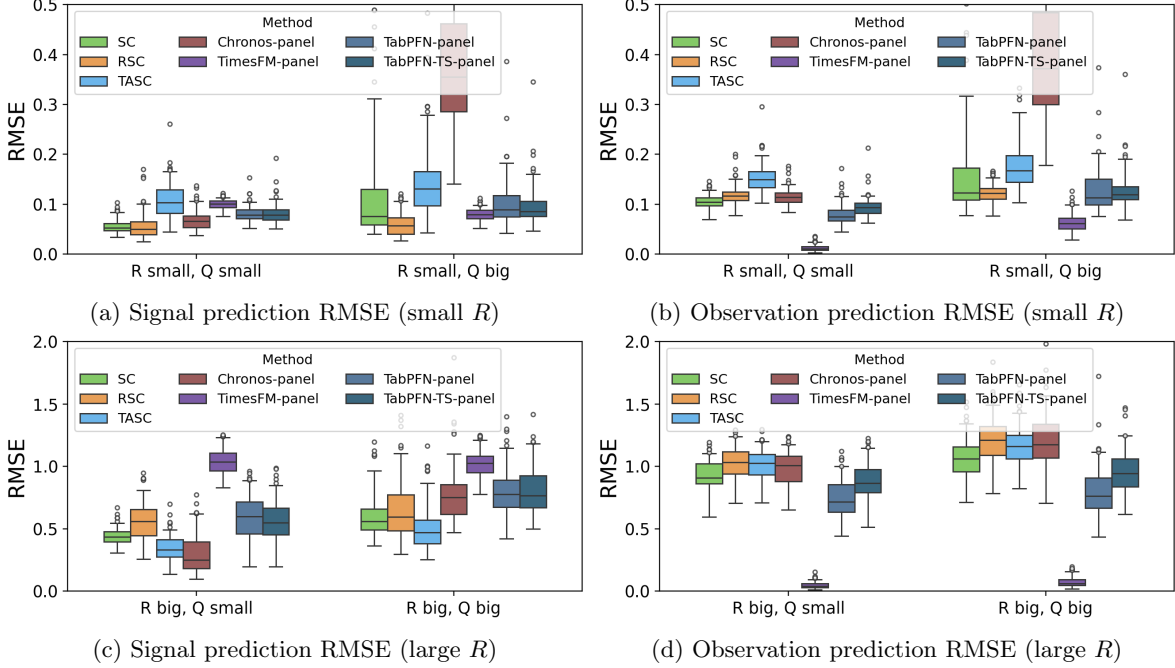 0.5
0.4
0.3
0.2
0.1
0.0
RMSE
Method
SC
RSC
TASC
Chronos-panel
TimesFM-panel
TabPFN-panel
TabPFN-TS-panel
R small, Q small
R small, Q big
(a) Signal prediction RMSE (small R)
0.5
0.4
0.3
0.2
0.1
0.0
RMSE
Method
SC
RSC
TASC
Chronos-panel
TimesFM-panel
TabPFN-panel
TabPFN-TS-panel
R small, Q small
R small, Q big
(b) Observation prediction RMSE (small R)
2.0
1.5
1.0
0.5
0.0
RMSE
Method
SC
RSC
TASC
Chronos-panel
TimesFM-panel
TabPFN-panel
TabPFN-TS-panel
R big, Q small
R big, Q big
(c) Signal prediction RMSE (large R)
2.0
1.5
1.0
0.5
0.0
RMSE
Method
SC
RSC
TASC
Chronos-panel
TimesFM-panel
TabPFN-panel
TabPFN-TS-panel
R big, Q small
R big, Q big
(d) Observation prediction RMSE (large R)